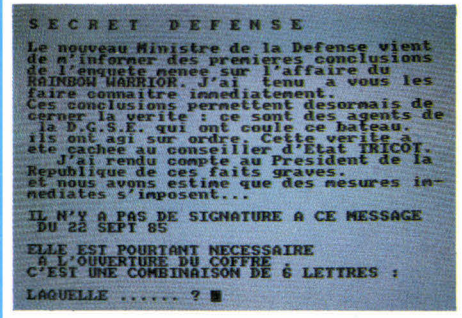 SECRET DEFENSE
Le nouveau Ministre de la Defense vient
de m'informer des premieres conclusions
de l'enquete menee sur l'affaire du
RAINBOW WARRIOR. J'ai tenu a vous les
faire connaitre immediatement.
Ces conclusions permettent desormais de
cerner la verite : ce sont des agents de
la D.G.S.E. qui ont coule ce bateau.
ils ont agi sur ordre. Cette verite a
ete cachee au conseiller d'Etat TRICOT.
J'ai rendu compte au President de la
Republique de ces faits graves.
et nous avons estime que des mesures im-
mediates s'imposent...
IL N'Y A PAS DE SIGNATURE A CE MESSAGE
DU 22 SEPT 85
ELLE EST POURTANT NECESSAIRE
A L'OUVERTURE DU COFFRE .
C'EST UNE COMBINAISON DE 6 LETTRES :
LAQUELLE ...... ?